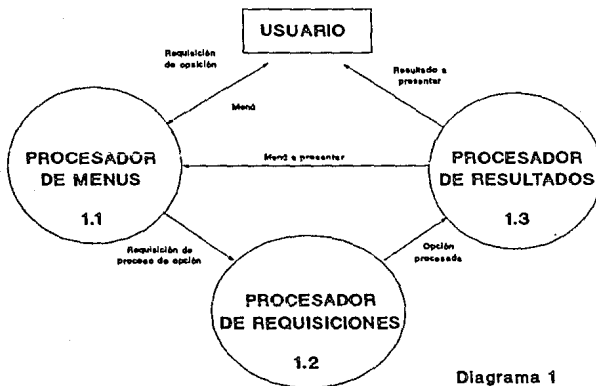 USUARIO
Requisición
de opsición
Resultado a
presentar
Menú
PROCESADOR
DE MENUS
1.1
Menú a presentar
PROCESADOR
DE RESULTADOS
1.3
Requisición de
proceso de opción
Opción
procesada
PROCESADOR
DE REQUISICIONES
1.2
Diagrama 1